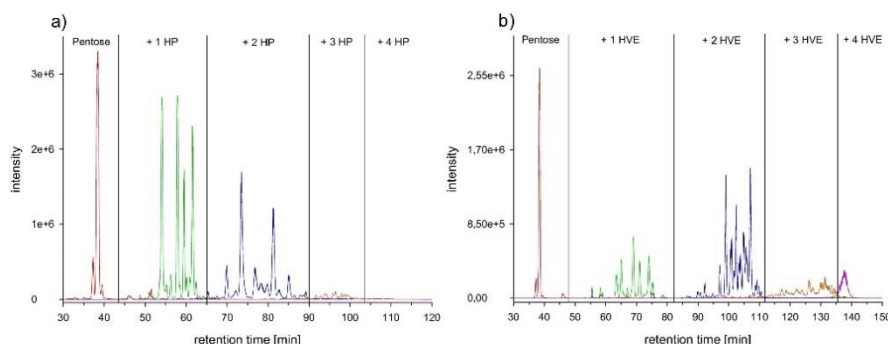 a)
Pentose + 1 HP + 2 HP + 3 HP + 4 HP
3e+6
2e+6
1e+6
0
intensity
30 40 50 60 70 80 90 100 110 120
retention time [min]
b)
Pentose + 1 HVE + 2 HVE + 3 HVE + 4 HVE
2,55e+6
1,70e+6
8,50e+5
0,00
intensity
30 40 50 60 70 80 90 100 110 120 130 140 150
retention time [min]